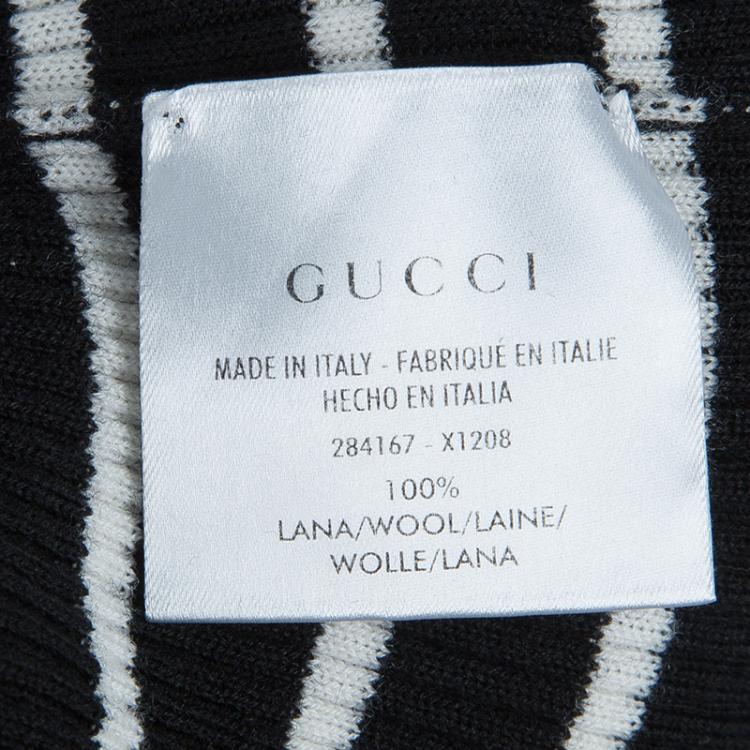 GUCCI
MADE IN ITALY - FABRIQUÉ EN ITALIE
HECHO EN ITALIA
284167 - X1208
100%
LANA/WOOL/LAINE/
WOLLE/LANA